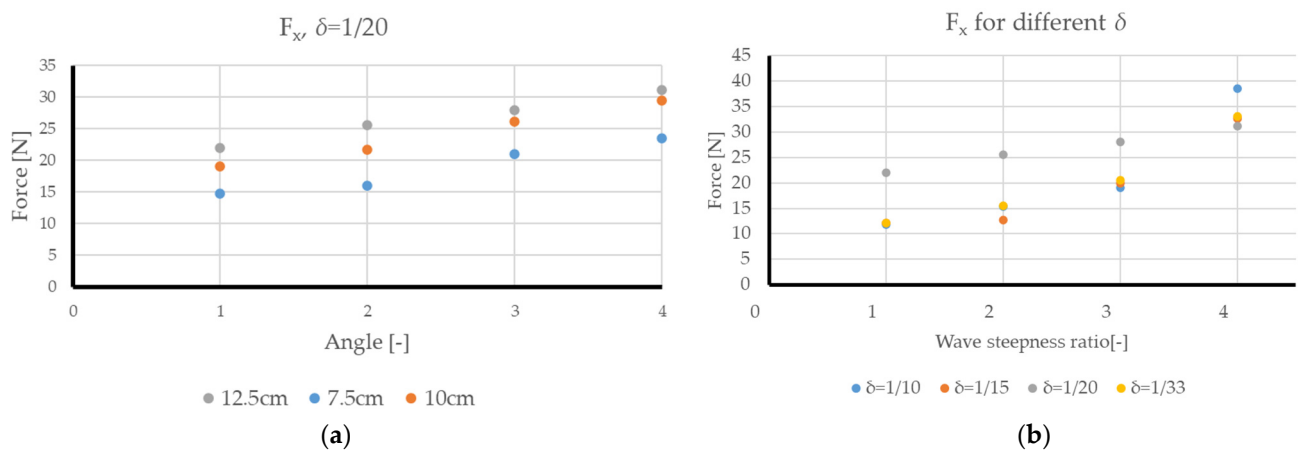 Fx, δ=1/20
35
30
25
20
15
10
5
0
Force [N]
0 1 2 3 4
Angle [-]
12.5cm 7.5cm 10cm
(a)
Fx for different δ
45
40
35
30
25
20
15
10
5
0
Force [N]
0 1 2 3 4
Wave steepness ratio[-]
δ=1/10 δ=1/15 δ=1/20 δ=1/33
(b)